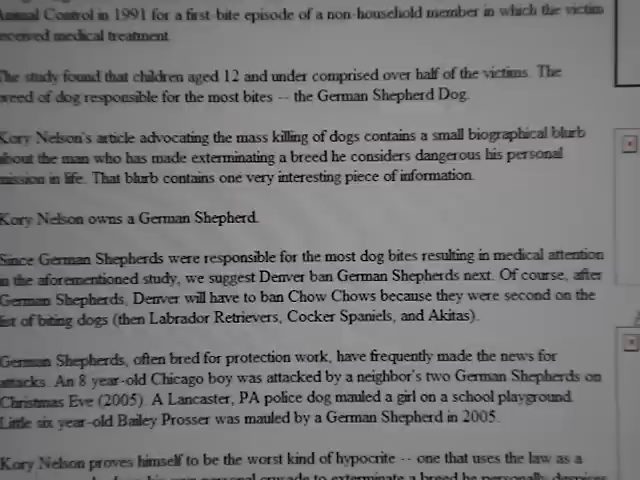 Animal Control in 1991 for a first-bite episode of a non-household member in which the victim
received medical treatment.
The study found that children aged 12 and under comprised over half of the victims. The
breed of dog responsible for the most bites -- the German Shepherd Dog.
Kory Nelson's article advocating the mass killing of dogs contains a small biographical blurb
about the man who has made exterminating a breed he considers dangerous his personal
mission in life. That blurb contains one very interesting piece of information.
Kory Nelson owns a German Shepherd.
Since German Shepherds were responsible for the most dog bites resulting in medical attention
in the aforementioned study, we suggest Denver ban German Shepherds next. Of course, after
German Shepherds, Denver will have to ban Chow Chows because they were second on the
list of biting dogs (then Labrador Retrievers, Cocker Spaniels, and Akitas).
German Shepherds, often bred for protection work, have frequently made the news for
attacks. An 8 year-old Chicago boy was attacked by a neighbor's two German Shepherds on
Christmas Eve (2005). A Lancaster, PA police dog mauled a girl on a school playground.
Little six year-old Bailey Prosser was mauled by a German Shepherd in 2005.
Kory Nelson proves himself to be the worst kind of hypocrite -- one that uses the law as a
personal crusade to exterminate a breed he personally despises